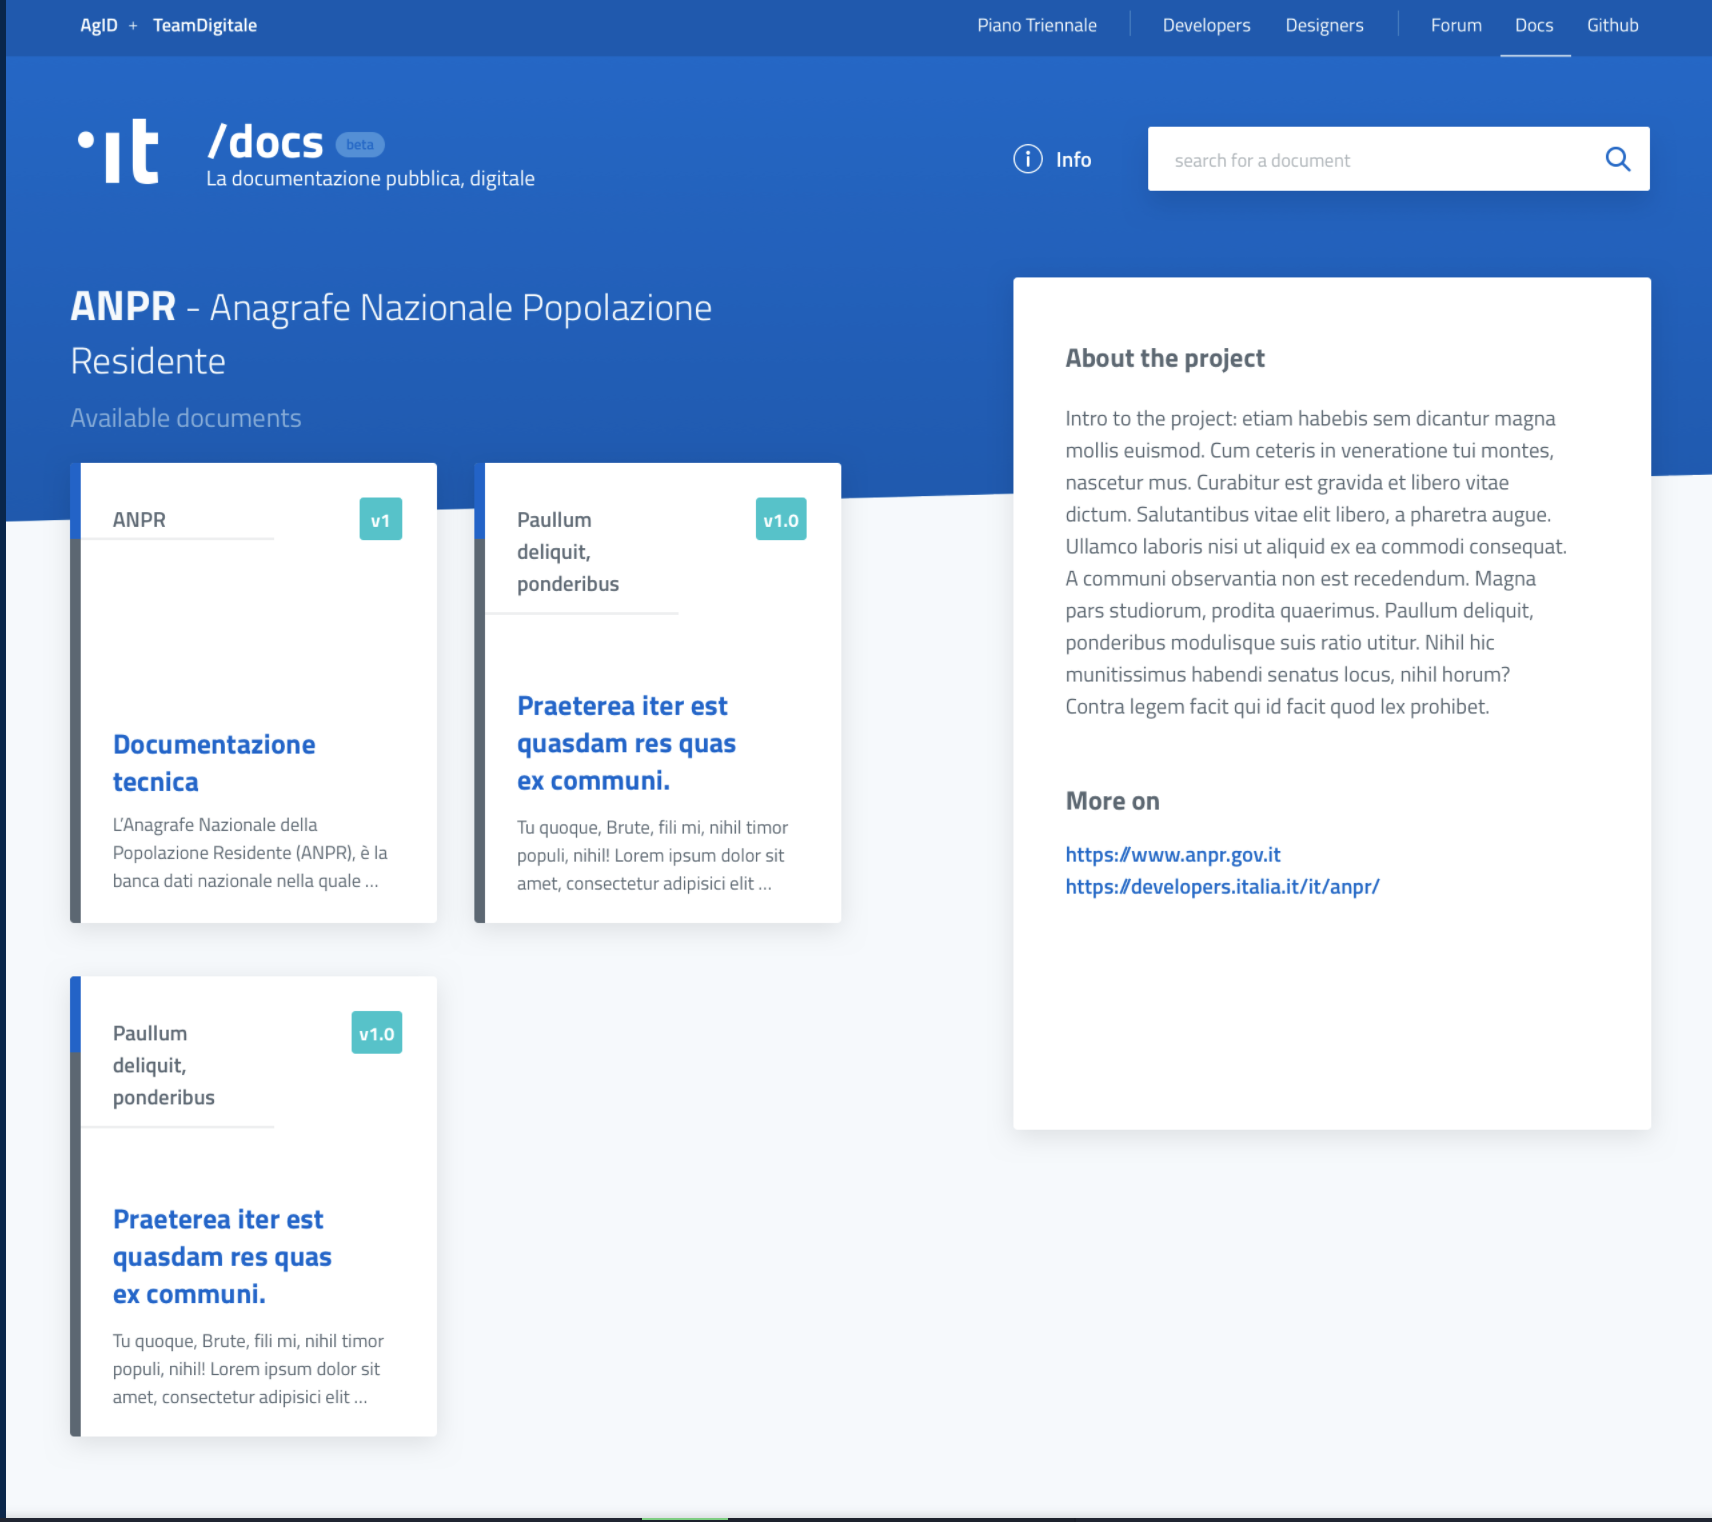 AgID + TeamDigitale
Piano Triennale
Developers
Designers
Forum
Docs
Github
·it
/docs beta
La documentazione pubblica, digitale
Info
search for a document
ANPR - Anagrafe Nazionale Popolazione
Residente
Available documents
ANPR
v1
Documentazione
tecnica
L'Anagrafe Nazionale della
Popolazione Residente (ANPR), è la
banca dati nazionale nella quale ...
Paullum
deliquit,
ponderibus
v1.0
Praeterea iter est
quasdam res quas
ex communi.
Tu quoque, Brute, fili mi, nihil timor
populi, nihil! Lorem ipsum dolor sit
amet, consectetur adipisici elit ...
Paullum
deliquit,
ponderibus
v1.0
Praeterea iter est
quasdam res quas
ex communi.
Tu quoque, Brute, fili mi, nihil timor
populi, nihil! Lorem ipsum dolor sit
amet, consectetur adipisici elit ...
About the project
Intro to the project: etiam habebis sem dicantur magna
mollis euismod. Cum ceteris in veneratione tui montes,
nascetur mus. Curabitur est gravida et libero vitae
dictum. Salutantibus vitae elit libero, a pharetra augue.
Ullamco laboris nisi ut aliquid ex ea commodi consequat.
A communi observantia non est recedendum. Magna
pars studiorum, prodita quaerimus. Paullum deliquit,
ponderibus modulisque suis ratio utitur. Nihil hic
munitissimus habendi senatus locus, nihil horum?
Contra legem facit qui id facit quod lex prohibet.
More on
https://www.anpr.gov.it
https://developers.italia.it/it/anpr/